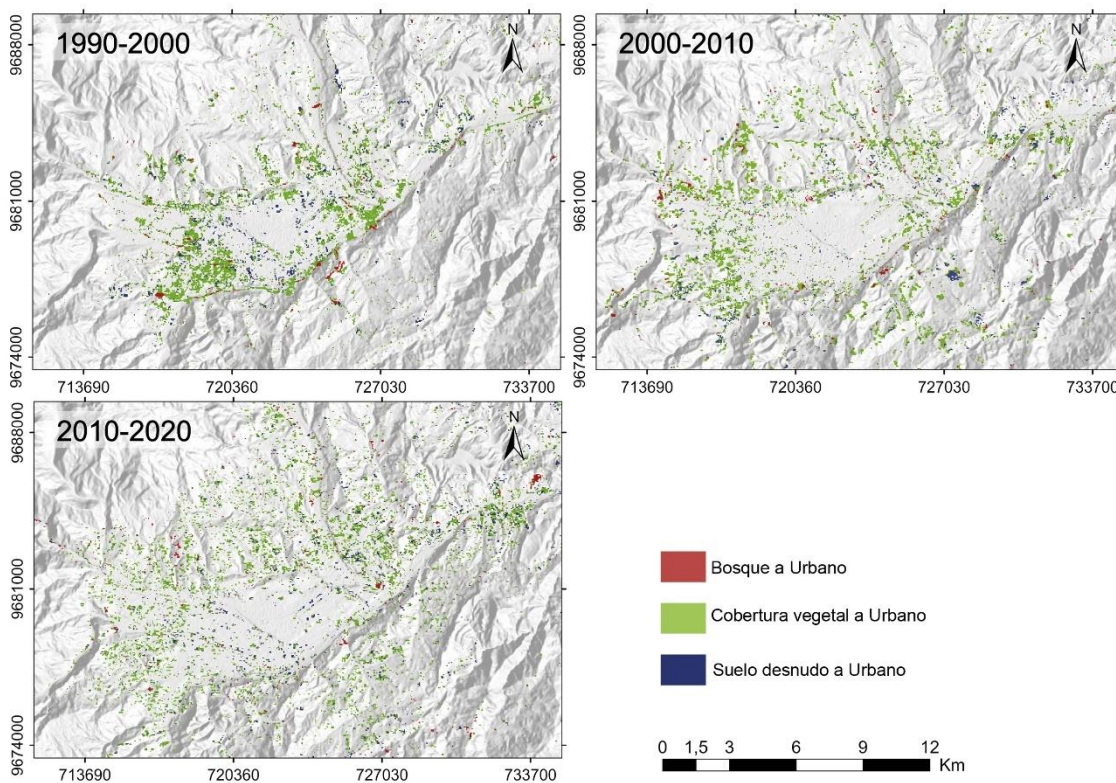 1990-2000
N
9688000
9681000
9674000
713690 720360 727030 733700
2000-2010
N
9688000
9681000
9674000
713690 720360 727030 733700
2010-2020
N
9688000
9681000
9674000
713690 720360 727030 733700
Bosque a Urbano
Cobertura vegetal a Urbano
Suelo desnudo a Urbano
0 1,5 3 6 9 12
Km